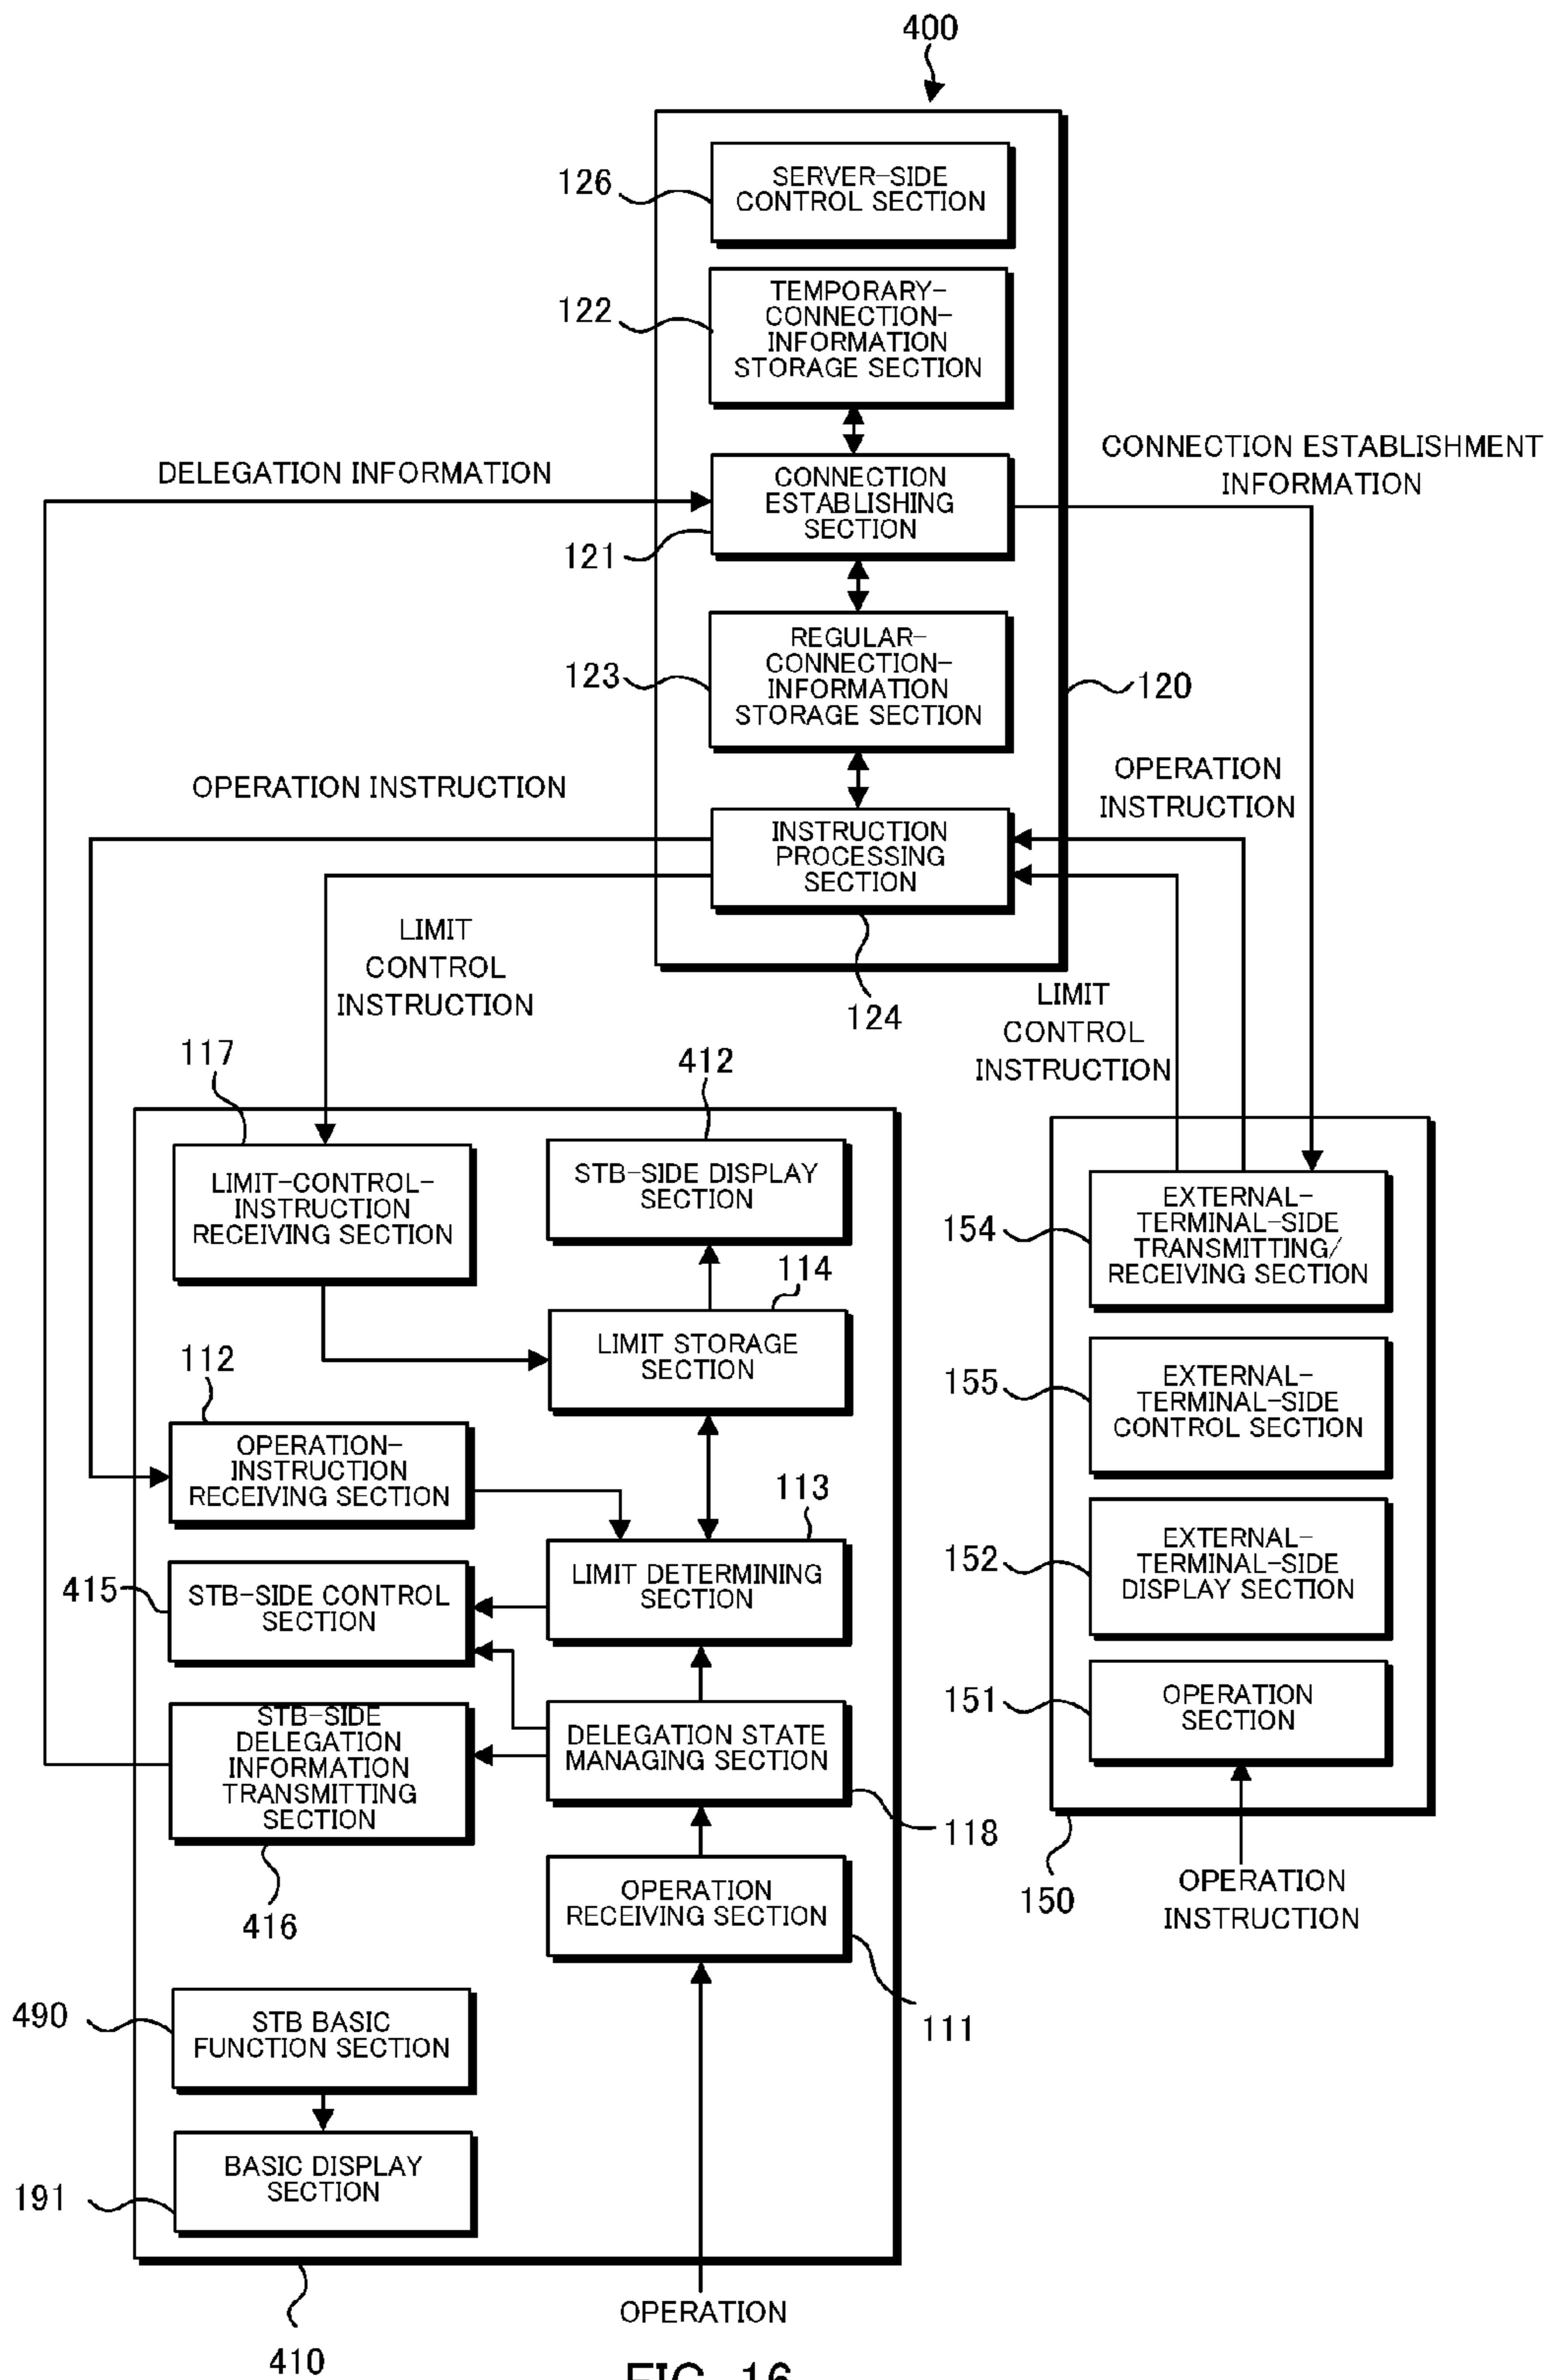 400
126
SERVER-SIDE
CONTROL SECTION
122
TEMPORARY-
CONNECTION-
INFORMATION
STORAGE SECTION
DELEGATION INFORMATION
CONNECTION
ESTABLISHING
SECTION
121
CONNECTION ESTABLISHMENT
INFORMATION
123
REGULAR-
CONNECTION-
INFORMATION
STORAGE SECTION
120
OPERATION INSTRUCTION
OPERATION
INSTRUCTION
INSTRUCTION
PROCESSING
SECTION
124
LIMIT
CONTROL
INSTRUCTION
LIMIT
CONTROL
INSTRUCTION
117
LIMIT-CONTROL-
INSTRUCTION
RECEIVING SECTION
412
STB-SIDE DISPLAY
SECTION
114
LIMIT STORAGE
SECTION
112
OPERATION-
INSTRUCTION
RECEIVING SECTION
113
LIMIT DETERMINING
SECTION
415
STB-SIDE CONTROL
SECTION
STB-SIDE
DELEGATION
INFORMATION
TRANSMITTING
SECTION
416
DELEGATION STATE
MANAGING SECTION
118
OPERATION
RECEIVING SECTION
111
490
STB BASIC
FUNCTION SECTION
191
BASIC DISPLAY
SECTION
410
OPERATION
154
EXTERNAL-
TERMINAL-SIDE
TRANSMITTING/
RECEIVING SECTION
155
EXTERNAL-
TERMINAL-SIDE
CONTROL SECTION
152
EXTERNAL-
TERMINAL-SIDE
DISPLAY SECTION
151
OPERATION
SECTION
150
OPERATION
INSTRUCTION
FIG. 16